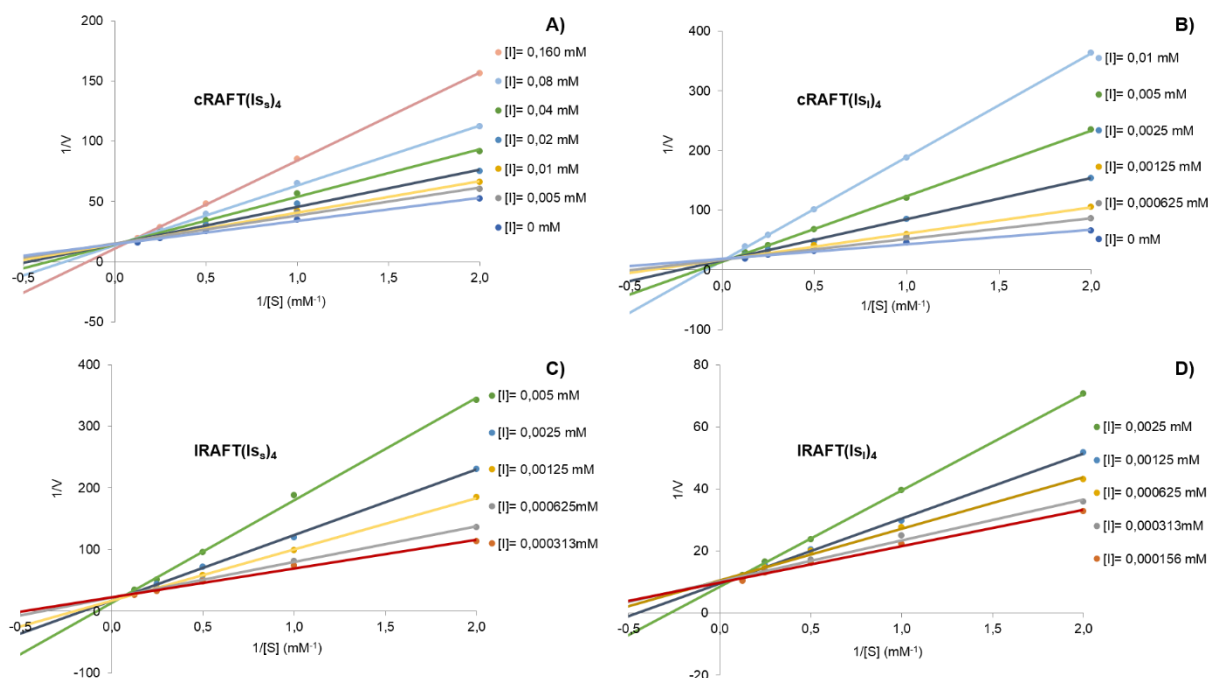 A)
cRAFT(Iss)4
1/V
200
150
100
50
0
-50
-0,5 0,0 0,5 1,0 1,5 2,0
1/[S] (mM-1)
[I]= 0,160 mM
[I]= 0,08 mM
[I]= 0,04 mM
[I]= 0,02 mM
[I]= 0,01 mM
[I]= 0,005 mM
[I]= 0 mM
B)
cRAFT(Isl)4
1/V
400
300
200
100
0
-100
-0,5 0,0 0,5 1,0 1,5 2,0
1/[S] (mM-1)
[I]= 0,01 mM
[I]= 0,005 mM
[I]= 0,0025 mM
[I]= 0,00125 mM
[I]= 0,000625 mM
[I]= 0 mM
C)
lRAFT(Iss)4
1/V
400
300
200
100
0
-100
-0,5 0,0 0,5 1,0 1,5 2,0
1/[S] (mM-1)
[I]= 0,005 mM
[I]= 0,0025 mM
[I]= 0,00125 mM
[I]= 0,000625mM
[I]= 0,000313mM
D)
lRAFT(Isl)4
1/V
80
60
40
20
0
-20
-0,5 0,0 0,5 1,0 1,5 2,0
1/[S] (mM-1)
[I]= 0,0025 mM
[I]= 0,00125 mM
[I]= 0,000625 mM
[I]= 0,000313mM
[I]= 0,000156 mM